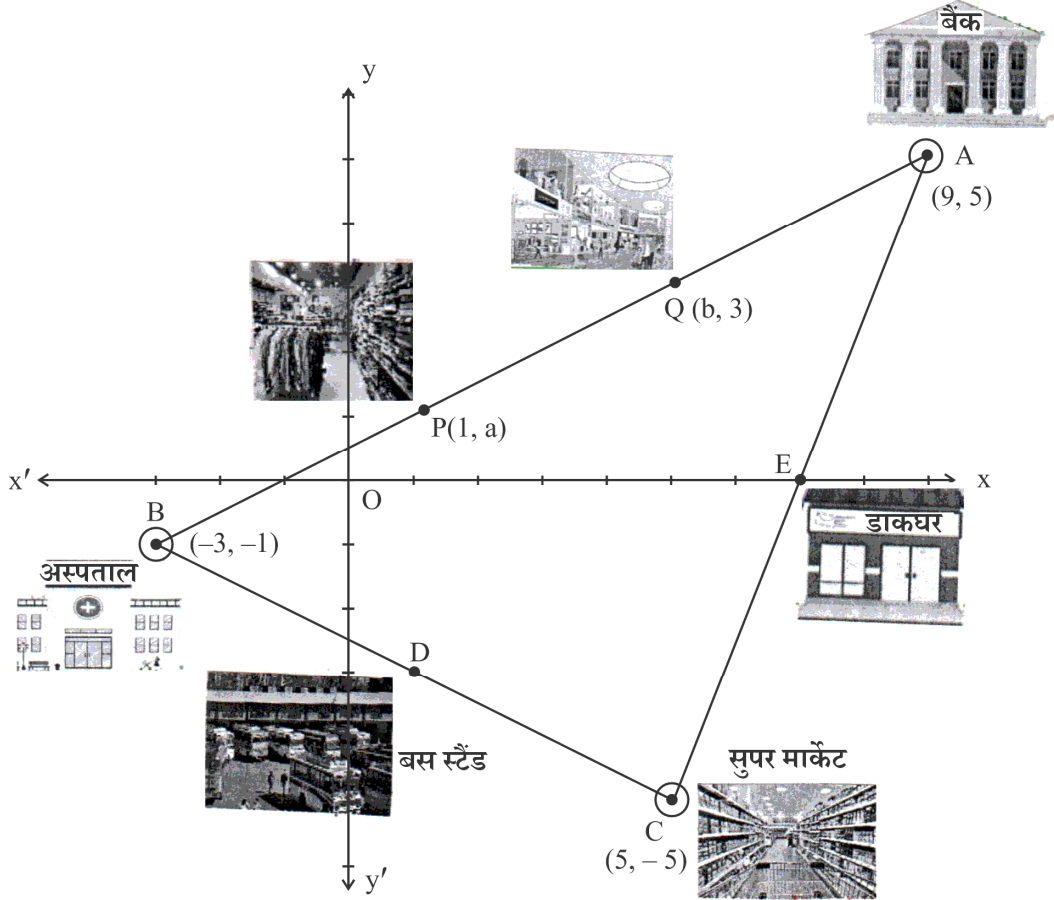 बैंक
y
A
(9, 5)
Q (b, 3)
P(1, a)
x′
E
x
O
B
(–3, –1)
डाकघर
अस्पताल
D
बस स्टैंड
सुपर मार्केट
C
(5, – 5)
y′